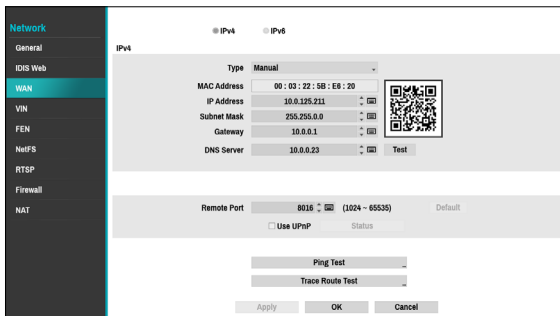 Network
General
IDIS Web
WAN
VIN
FEN
NetFS
RTSP
Firewall
NAT
IPv4 IPv6
IPv4
Type Manual
MAC Address 00 : 03 : 22 : 5B : E6 : 20
IP Address 10.0.125.211
Subnet Mask 255.255.0.0
Gateway 10.0.0.1
DNS Server 10.0.0.23 Test
Remote Port 8016 (1024 ~ 65535) Default
Use UPnP Status
Ping Test
Trace Route Test
Apply OK Cancel